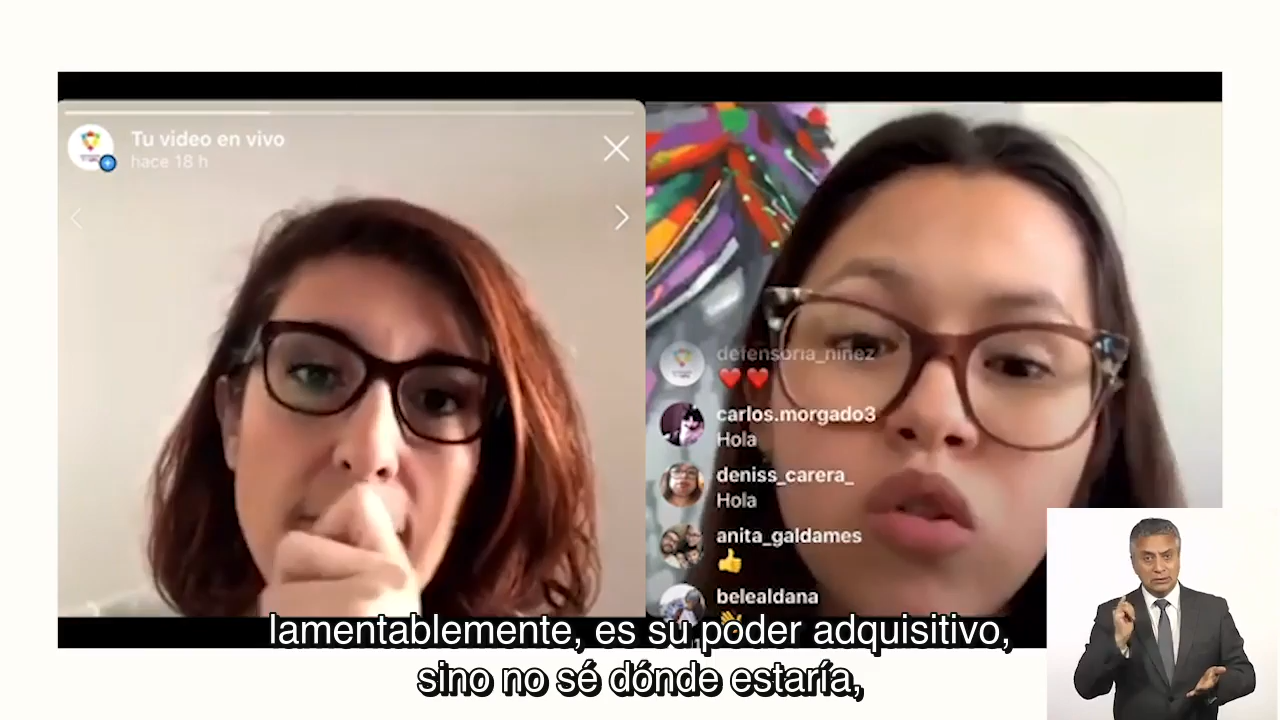 Tu video en vivo
hace 18 h
defensoria_ninez
❤️❤️
carlos.morgado3
Hola
deniss_carera_
Hola
anita_galdames
👍
belealdana
👋
lamentablemente, es su poder adquisitivo,
sino no sé dónde estaría,